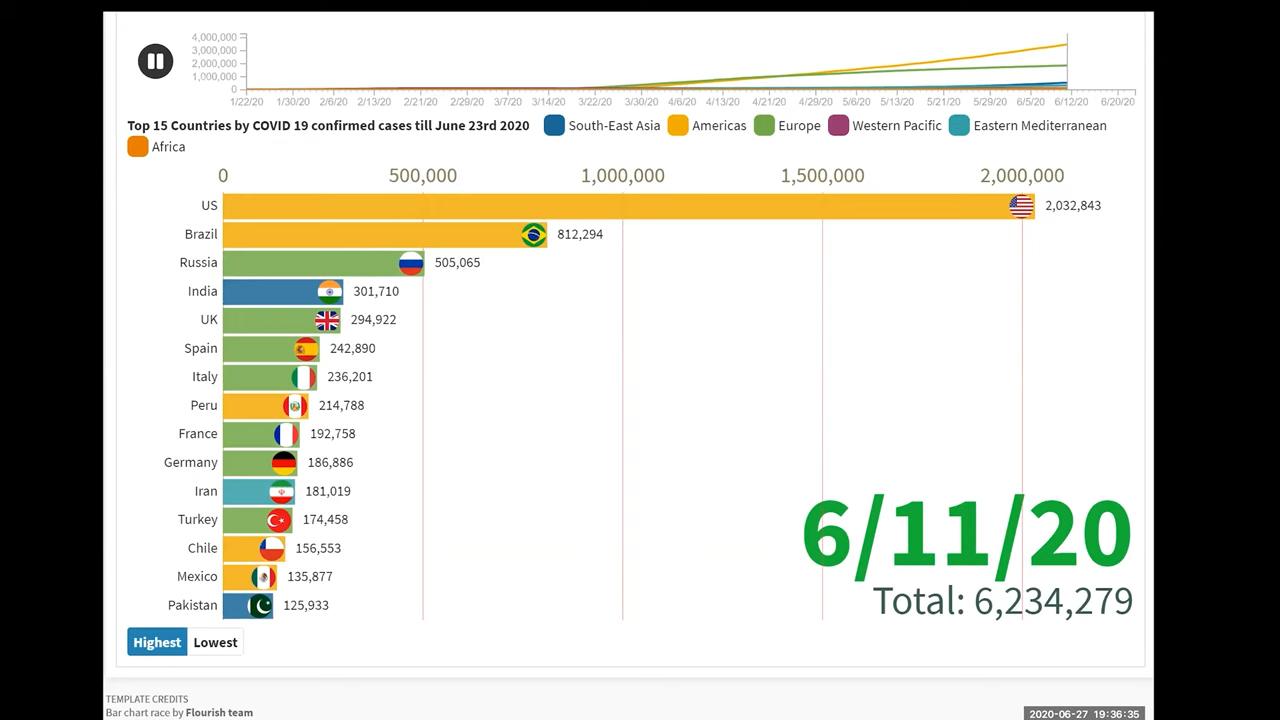 4,000,000
3,000,000
2,000,000
1,000,000
0
1/22/20 1/30/20 2/6/20 2/13/20 2/21/20 2/29/20 3/7/20 3/14/20 3/22/20 3/30/20 4/6/20 4/13/20 4/21/20 4/29/20 5/6/20 5/13/20 5/21/20 5/29/20 6/5/20 6/12/20 6/20/20
Top 15 Countries by COVID 19 confirmed cases till June 23rd 2020 South-East Asia Americas Europe Western Pacific Eastern Mediterranean
Africa
0 500,000 1,000,000 1,500,000 2,000,000
US 2,032,843
Brazil 812,294
Russia 505,065
India 301,710
UK 294,922
Spain 242,890
Italy 236,201
Peru 214,788
France 192,758
Germany 186,886
Iran 181,019
Turkey 174,458
Chile 156,553
Mexico 135,877
Pakistan 125,933
6/11/20
Total: 6,234,279
Highest Lowest
TEMPLATE CREDITS
Bar chart race by Flourish team
2020-06-27 19:36:35